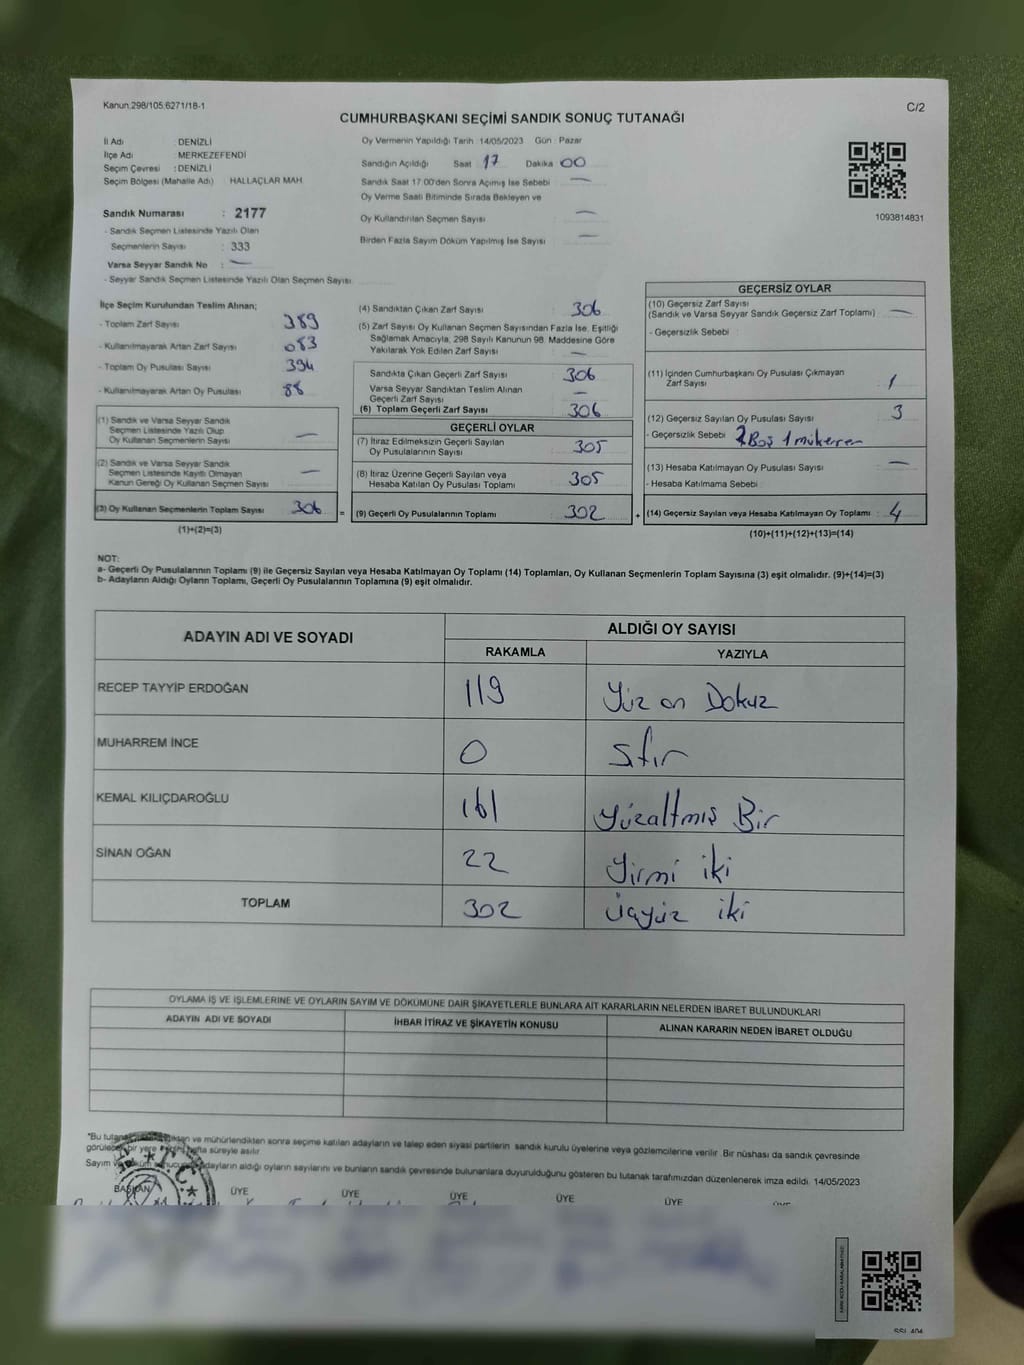 Kanun.298/105.6271/18-1
C/2
CUMHURBAŞKANI SEÇİMİ SANDIK SONUÇ TUTANAĞI
İl Adı : DENİZLİ
İlçe Adı : MERKEZEFENDİ
Seçim Çevresi : DENİZLİ
Seçim Bölgesi (Mahalle Adı) : HALLAÇLAR MAH
Sandık Numarası : 2177
- Sandık Seçmen Listesinde Yazılı Olan
Seçmenlerin Sayısı : 333
Varsa Seyyar Sandık No : —
- Seyyar Sandık Seçmen Listesinde Yazılı Olan Seçmen Sayısı
Oy Vermenin Yapıldığı Tarih 14/05/2023 Gün : Pazar
Sandığın Açıldığı Saat 17 Dakika 00
Sandık Saat 17:00'den Sonra Açılmış İse Sebebi —
Oy Verme Saati Bitiminde Sırada Bekleyen ve
Oy Kullandırılan Seçmen Sayısı —
Birden Fazla Sayım Döküm Yapılmış İse Sayısı —
1093814831
İlçe Seçim Kurulundan Teslim Alınan;
- Toplam Zarf Sayısı 389
- Kullanılmayarak Artan Zarf Sayısı 083
- Toplam Oy Pusulası Sayısı 394
- Kullanılmayarak Artan Oy Pusulası 88
(1) Sandık ve Varsa Seyyar Sandık
Seçmen Listesinde Yazılı Olup
Oy Kullanan Seçmenlerin Sayısı —
(2) Sandık ve Varsa Seyyar Sandık
Seçmen Listesinde Kayıtlı Olmayan
Kanun Gereği Oy Kullanan Seçmen Sayısı —
(3) Oy Kullanan Seçmenlerin Toplam Sayısı 306
(1)+(2)=(3)
=
(4) Sandıktan Çıkan Zarf Sayısı 306
(5) Zarf Sayısı Oy Kullanan Seçmen Sayısından Fazla İse, Eşitliği
Sağlamak Amacıyla, 298 Sayılı Kanunun 98. Maddesine Göre
Yakılarak Yok Edilen Zarf Sayısı —
Sandıkta Çıkan Geçerli Zarf Sayısı 306
Varsa Seyyar Sandıktan Teslim Alınan
Geçerli Zarf Sayısı —
(6) Toplam Geçerli Zarf Sayısı 306
GEÇERLİ OYLAR
(7) İtiraz Edilmeksizin Geçerli Sayılan
Oy Pusulalarının Sayısı 305
(8) İtiraz Üzerine Geçerli Sayılan veya
Hesaba Katılan Oy Pusulası Toplamı 305
(9) Geçerli Oy Pusulalarının Toplamı 302
+
GEÇERSİZ OYLAR
(10) Geçersiz Zarf Sayısı
(Sandık ve Varsa Seyyar Sandık Geçersiz Zarf Toplamı) —
- Geçersizlik Sebebi :
(11) İçinden Cumhurbaşkanı Oy Pusulası Çıkmayan
Zarf Sayısı 1
(12) Geçersiz Sayılan Oy Pusulası Sayısı 3
- Geçersizlik Sebebi 2 Boş 1 mükerrer
(13) Hesaba Katılmayan Oy Pusulası Sayısı —
- Hesaba Katılmama Sebebi :
(14) Geçersiz Sayılan veya Hesaba Katılmayan Oy Toplamı : 4
(10)+(11)+(12)+(13)=(14)
NOT:
a- Geçerli Oy Pusulalarının Toplamı (9) ile Geçersiz Sayılan veya Hesaba Katılmayan Oy Toplamı (14) Toplamları, Oy Kullanan Seçmenlerin Toplam Sayısına (3) eşit olmalıdır. (9)+(14)=(3)
b- Adayların Aldığı Oyların Toplamı, Geçerli Oy Pusulalarının Toplamına (9) eşit olmalıdır.
ADAYIN ADI VE SOYADI
ALDIĞI OY SAYISI
RAKAMLA YAZIYLA
RECEP TAYYİP ERDOĞAN 119 Yüz on Dokuz
MUHARREM İNCE 0 Sıfır
KEMAL KILIÇDAROĞLU 161 Yüzaltmış Bir
SİNAN OĞAN 22 Yirmi iki
TOPLAM 302 Üçyüz iki
OYLAMA İŞ VE İŞLEMLERİNE VE OYLARIN SAYIM VE DÖKÜMÜNE DAİR ŞİKAYETLERLE BUNLARA AİT KARARLARIN NELERDEN İBARET BULUNDUKLARI
ADAYIN ADI VE SOYADI İHBAR İTİRAZ VE ŞİKAYETİN KONUSU ALINAN KARARIN NEDEN İBARET OLDUĞU
"Bu ve mühürlendikten sonra seçime katılan adayların ve talep eden siyasi partilerin sandık kurulu üyelerine veya gözlemcilerine verilir. Bir nüshası da sandık çevresinde
görülecek bir yere hafta süreyle asılır.
Sayım ve adayların aldığı oyların sayılarını ve bunların sandık çevresinde bulunanlara duyurulduğunu gösteren bu tutanak tarafımızdan düzenlenerek imza edildi. 14/05/2023
BAŞKAN ÜYE ÜYE ÜYE ÜYE ÜYE ÜYE